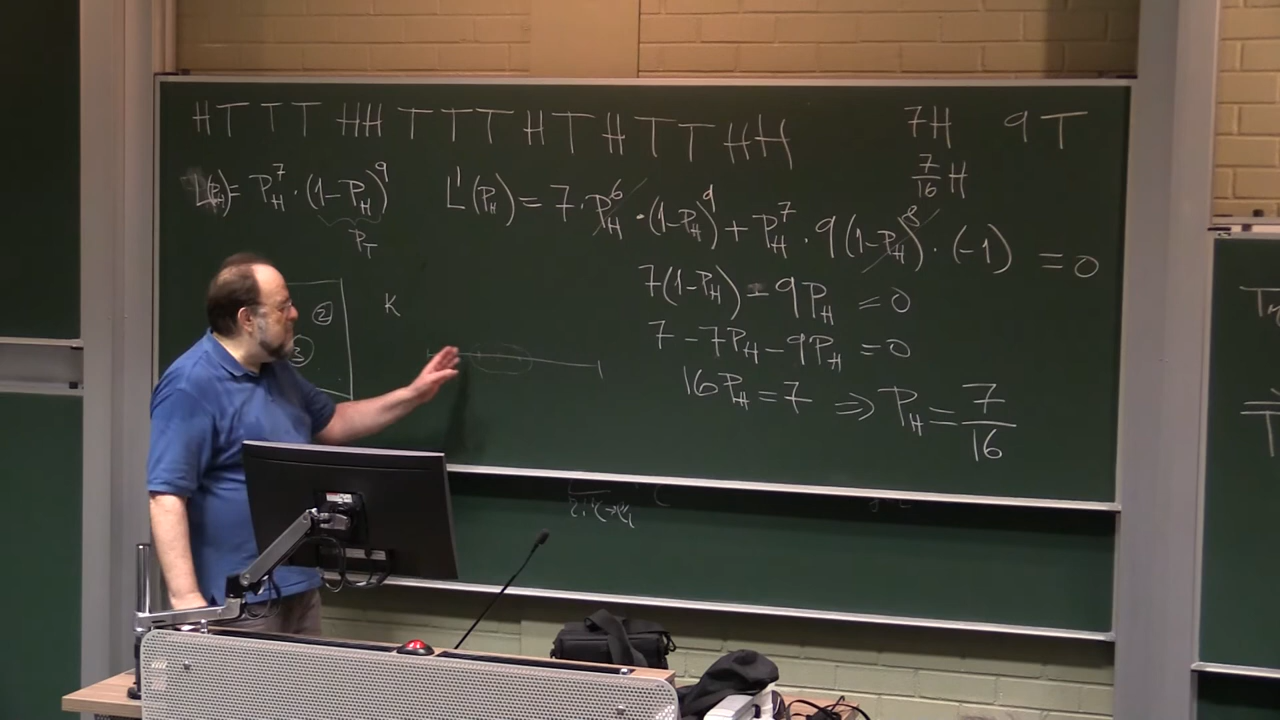 HTTT HH TTTHTHTTHH 7H 9T
7/16 H
L(P_H) = P_H^7 · (1-P_H)^9 L'(P_H) = 7 · P_H^6 · (1-P_H)^9 + P_H^7 · 9(1-P_H)^8 · (-1) = 0
P_T
7(1-P_H) - 9P_H = 0
② K
7 - 7P_H - 9P_H = 0
③
16P_H = 7 ⇒ P_H = 7/16